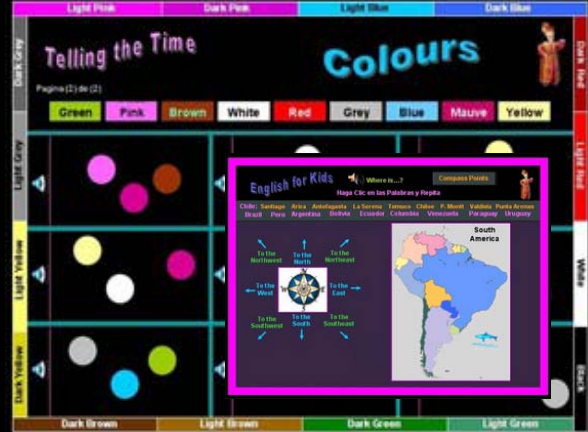 Light Pink Dark Pink Light Blue Dark Blue
Dark Grey
Telling the Time
Colours
Dark Red
Pagina (2) de (2)
Green Pink Brown White Red Grey Blue Mauve Yellow
Light Grey
Light Red
English for Kids
Where is...?
Compass Points
Haga Clic en las Palabras y Repita
Chile: Santiago Arica Antofagasta La Serena Temuco Chiloe P. Montt Valdivia Punta Arenas
Brazil Peru Argentina Bolivia Ecuador Colombia Venezuela Paraguay Uruguay
South
America
To the
Northwest
To the
North
To the
Northeast
To the
West
To the
East
To the
Southwest
To the
South
To the
Southeast
Light Yellow
White
Dark Yellow
Black
Dark Brown Light Brown Dark Green Light Green